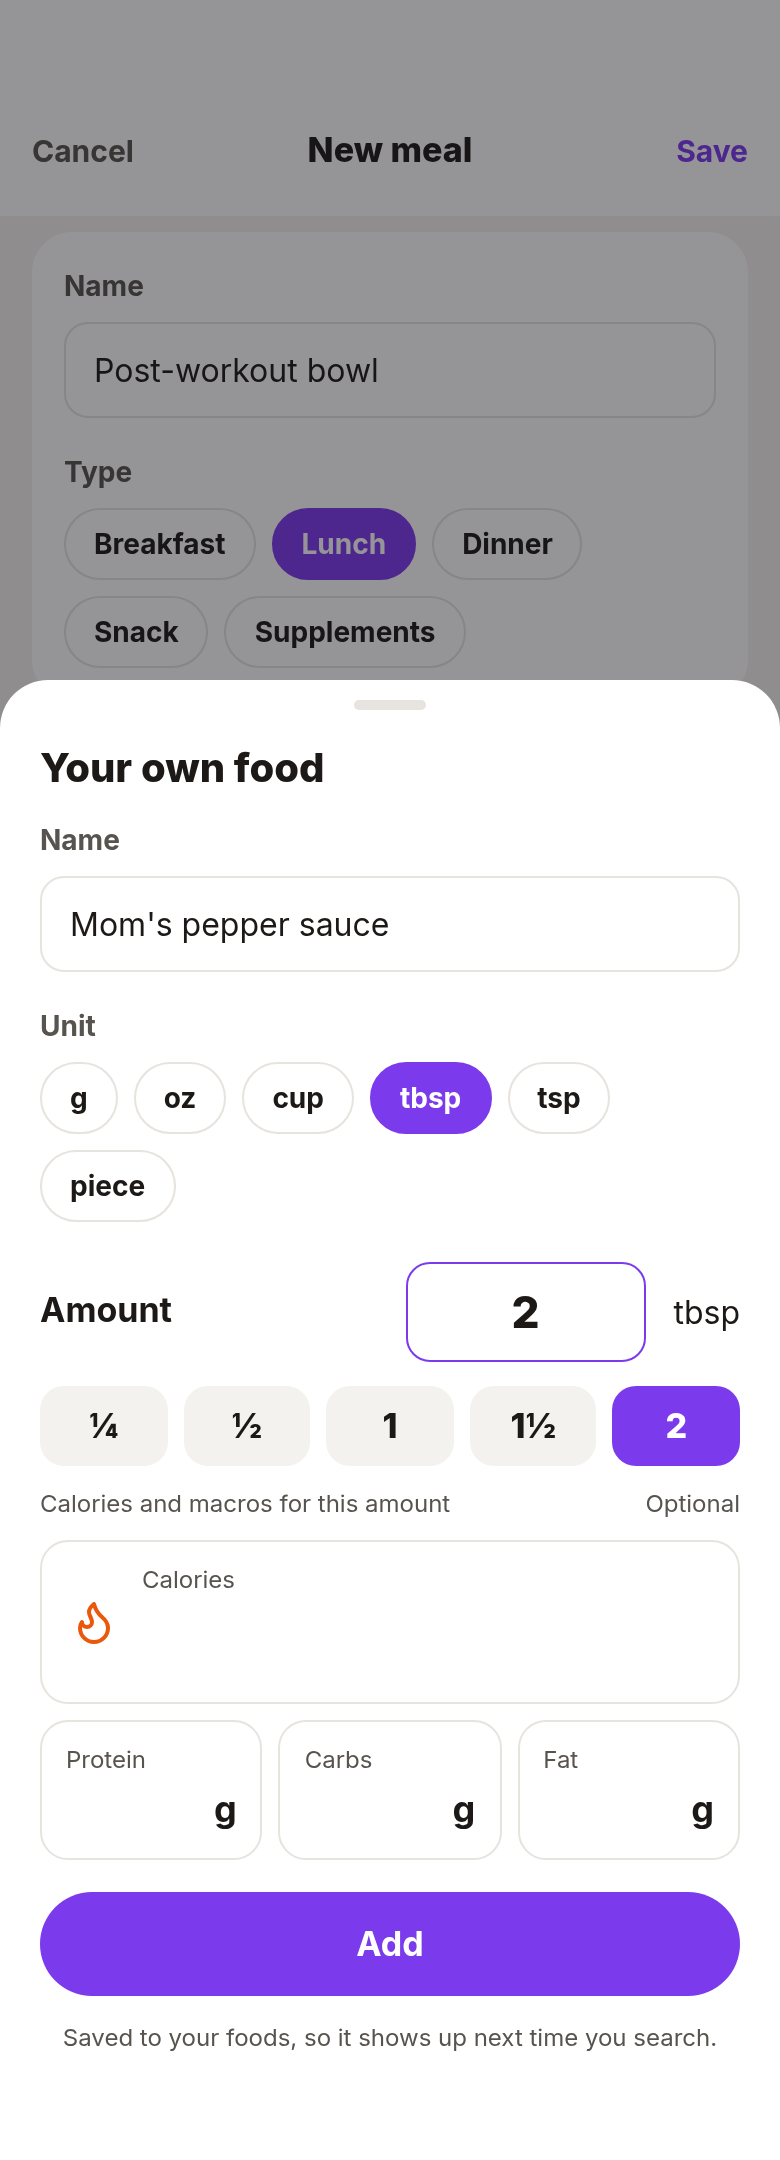 Cancel New meal Save
Name
Post-workout bowl
Type
Breakfast Lunch Dinner
Snack Supplements
Your own food
Name
Mom's pepper sauce
Unit
g oz cup tbsp tsp
piece
Amount 2 tbsp
¼ ½ 1 1½ 2
Calories and macros for this amount Optional
Calories
Protein Carbs Fat
g g g
Add
Saved to your foods, so it shows up next time you search.